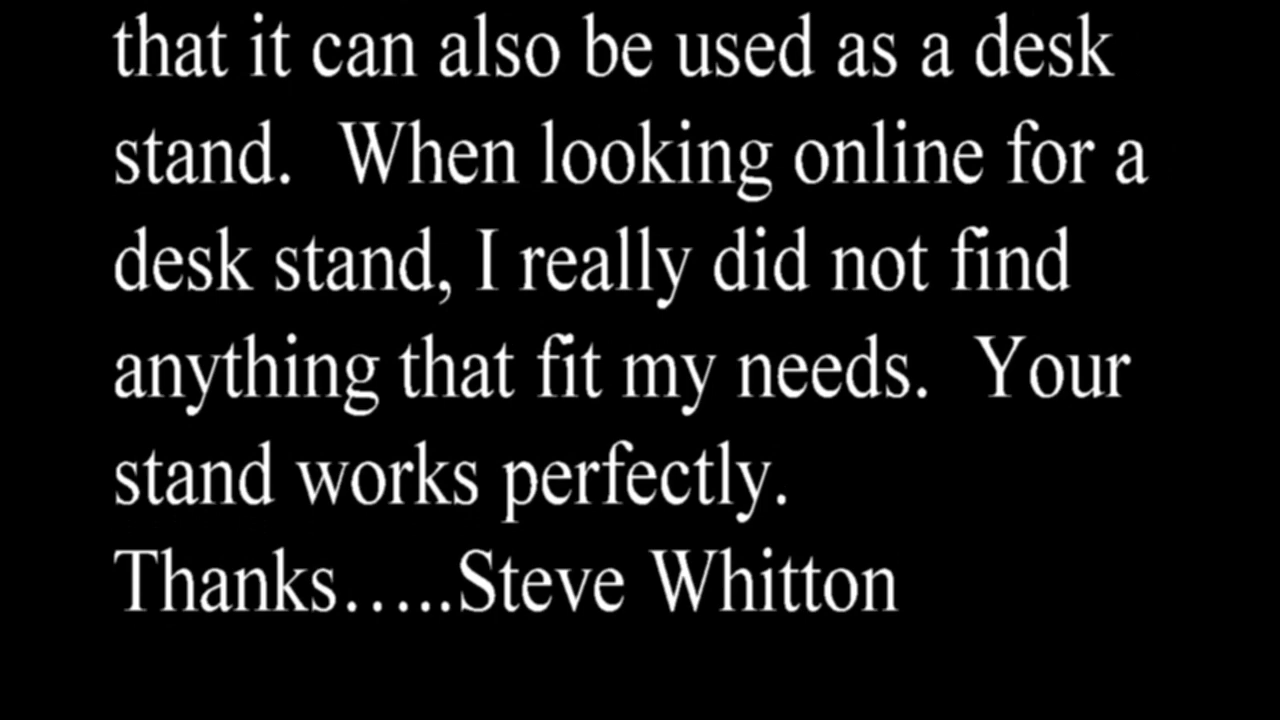 that it can also be used as a desk
stand.  When looking online for a
desk stand, I really did not find
anything that fit my needs.  Your
stand works perfectly.
Thanks…..Steve Whitton